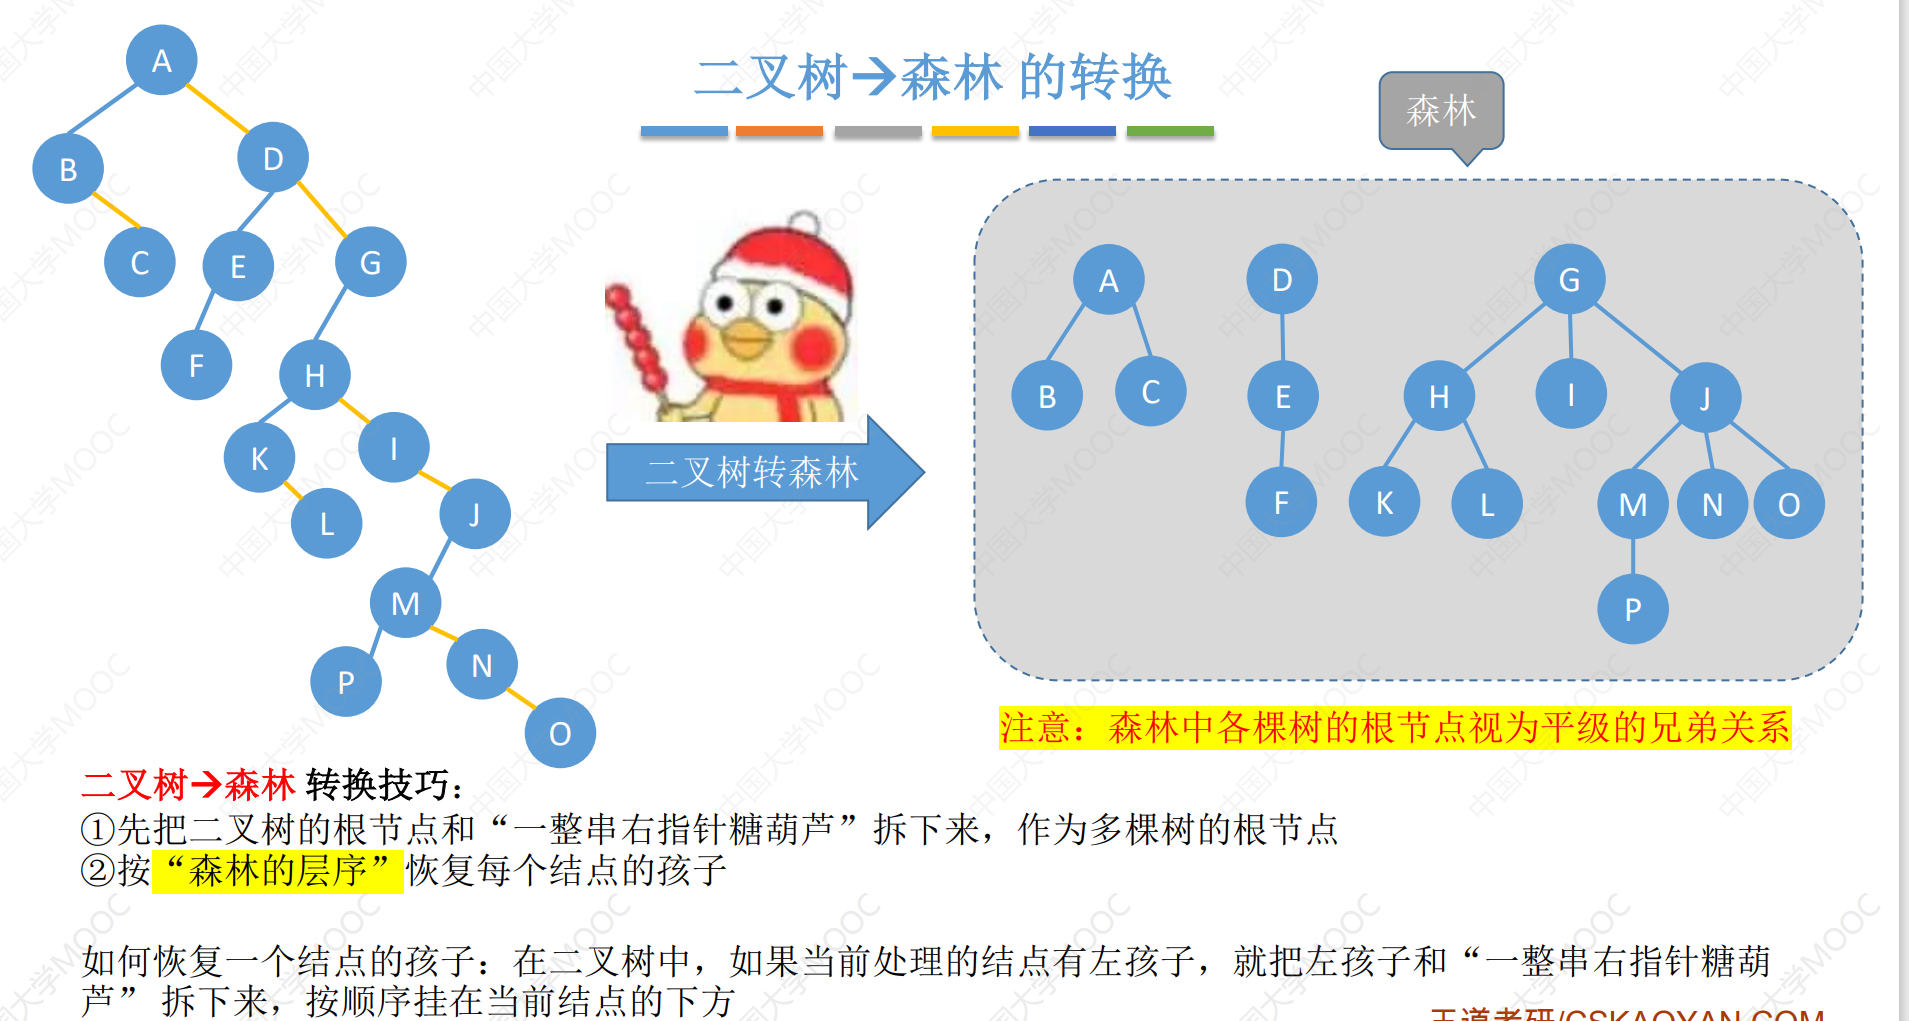 二叉树→森林 的转换
森林
A
B
D
C
E
G
F
H
K
I
L
J
M
P
N
O
二叉树转森林
A
D
G
B
C
E
H
I
J
F
K
L
M
N
O
P
注意：森林中各棵树的根节点视为平级的兄弟关系
二叉树→森林 转换技巧：
①先把二叉树的根节点和“一整串右指针糖葫芦”拆下来，作为多棵树的根节点
②按“森林的层序”恢复每个结点的孩子
如何恢复一个结点的孩子：在二叉树中，如果当前处理的结点有左孩子，就把左孩子和“一整串右指针糖葫
芦” 拆下来，按顺序挂在当前结点的下方
王道考研/CSKAOYAN.COM
中国大学MOOC